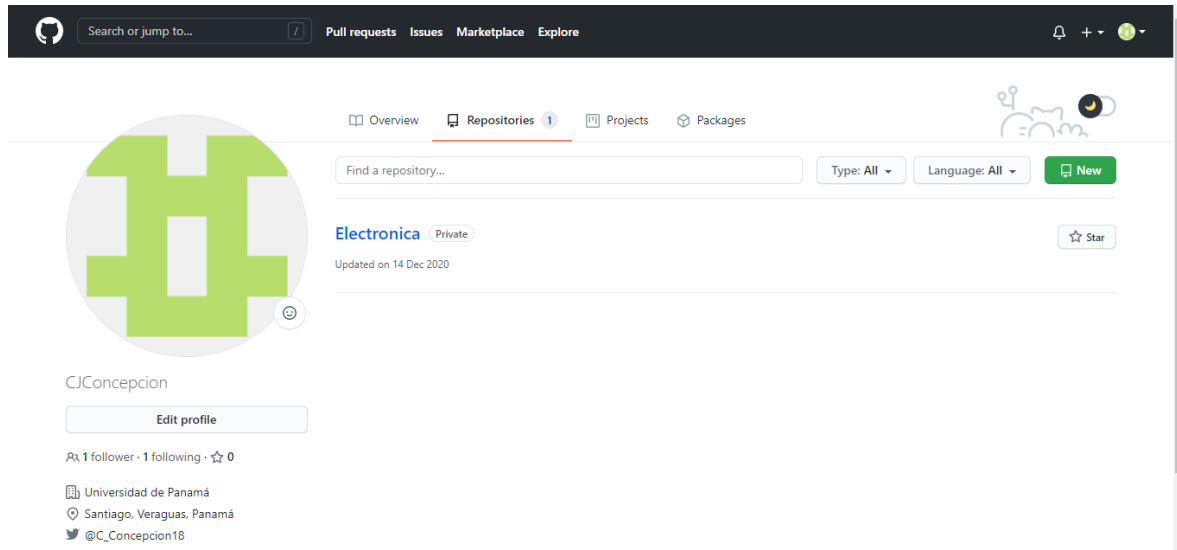 Search or jump to... / Pull requests Issues Marketplace Explore
Overview Repositories 1 Projects Packages
Find a repository... Type: All Language: All New
Electronica Private Star
Updated on 14 Dec 2020
CJConcepcion
Edit profile
1 follower · 1 following · 0
Universidad de Panamá
Santiago, Veraguas, Panamá
@C_Concepcion18